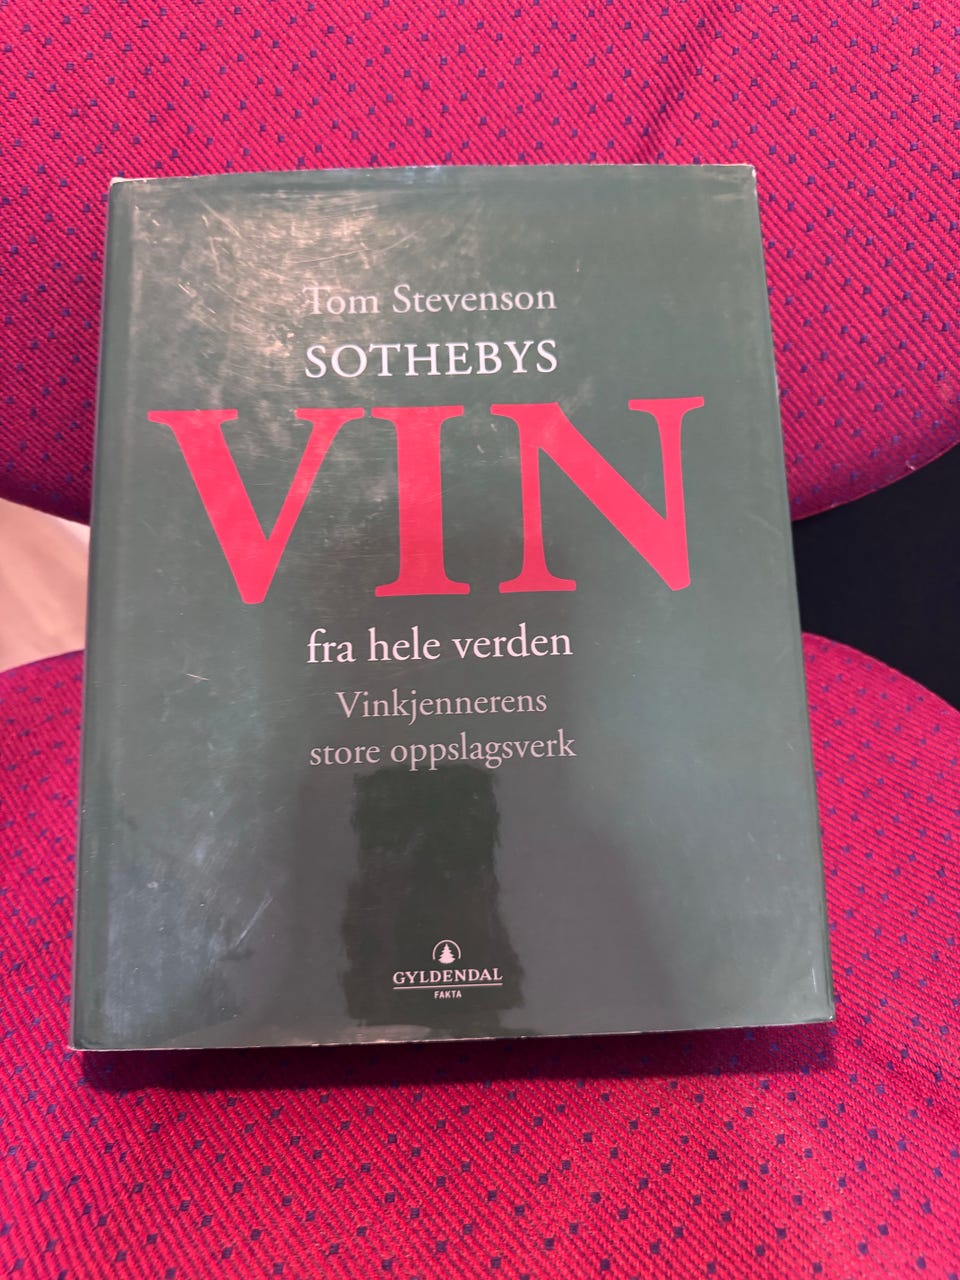 Tom Stevenson
SOTHEBYS
VIN
fra hele verden
Vinkjennerens
store oppslagsverk
GYLDENDAL
FAKTA